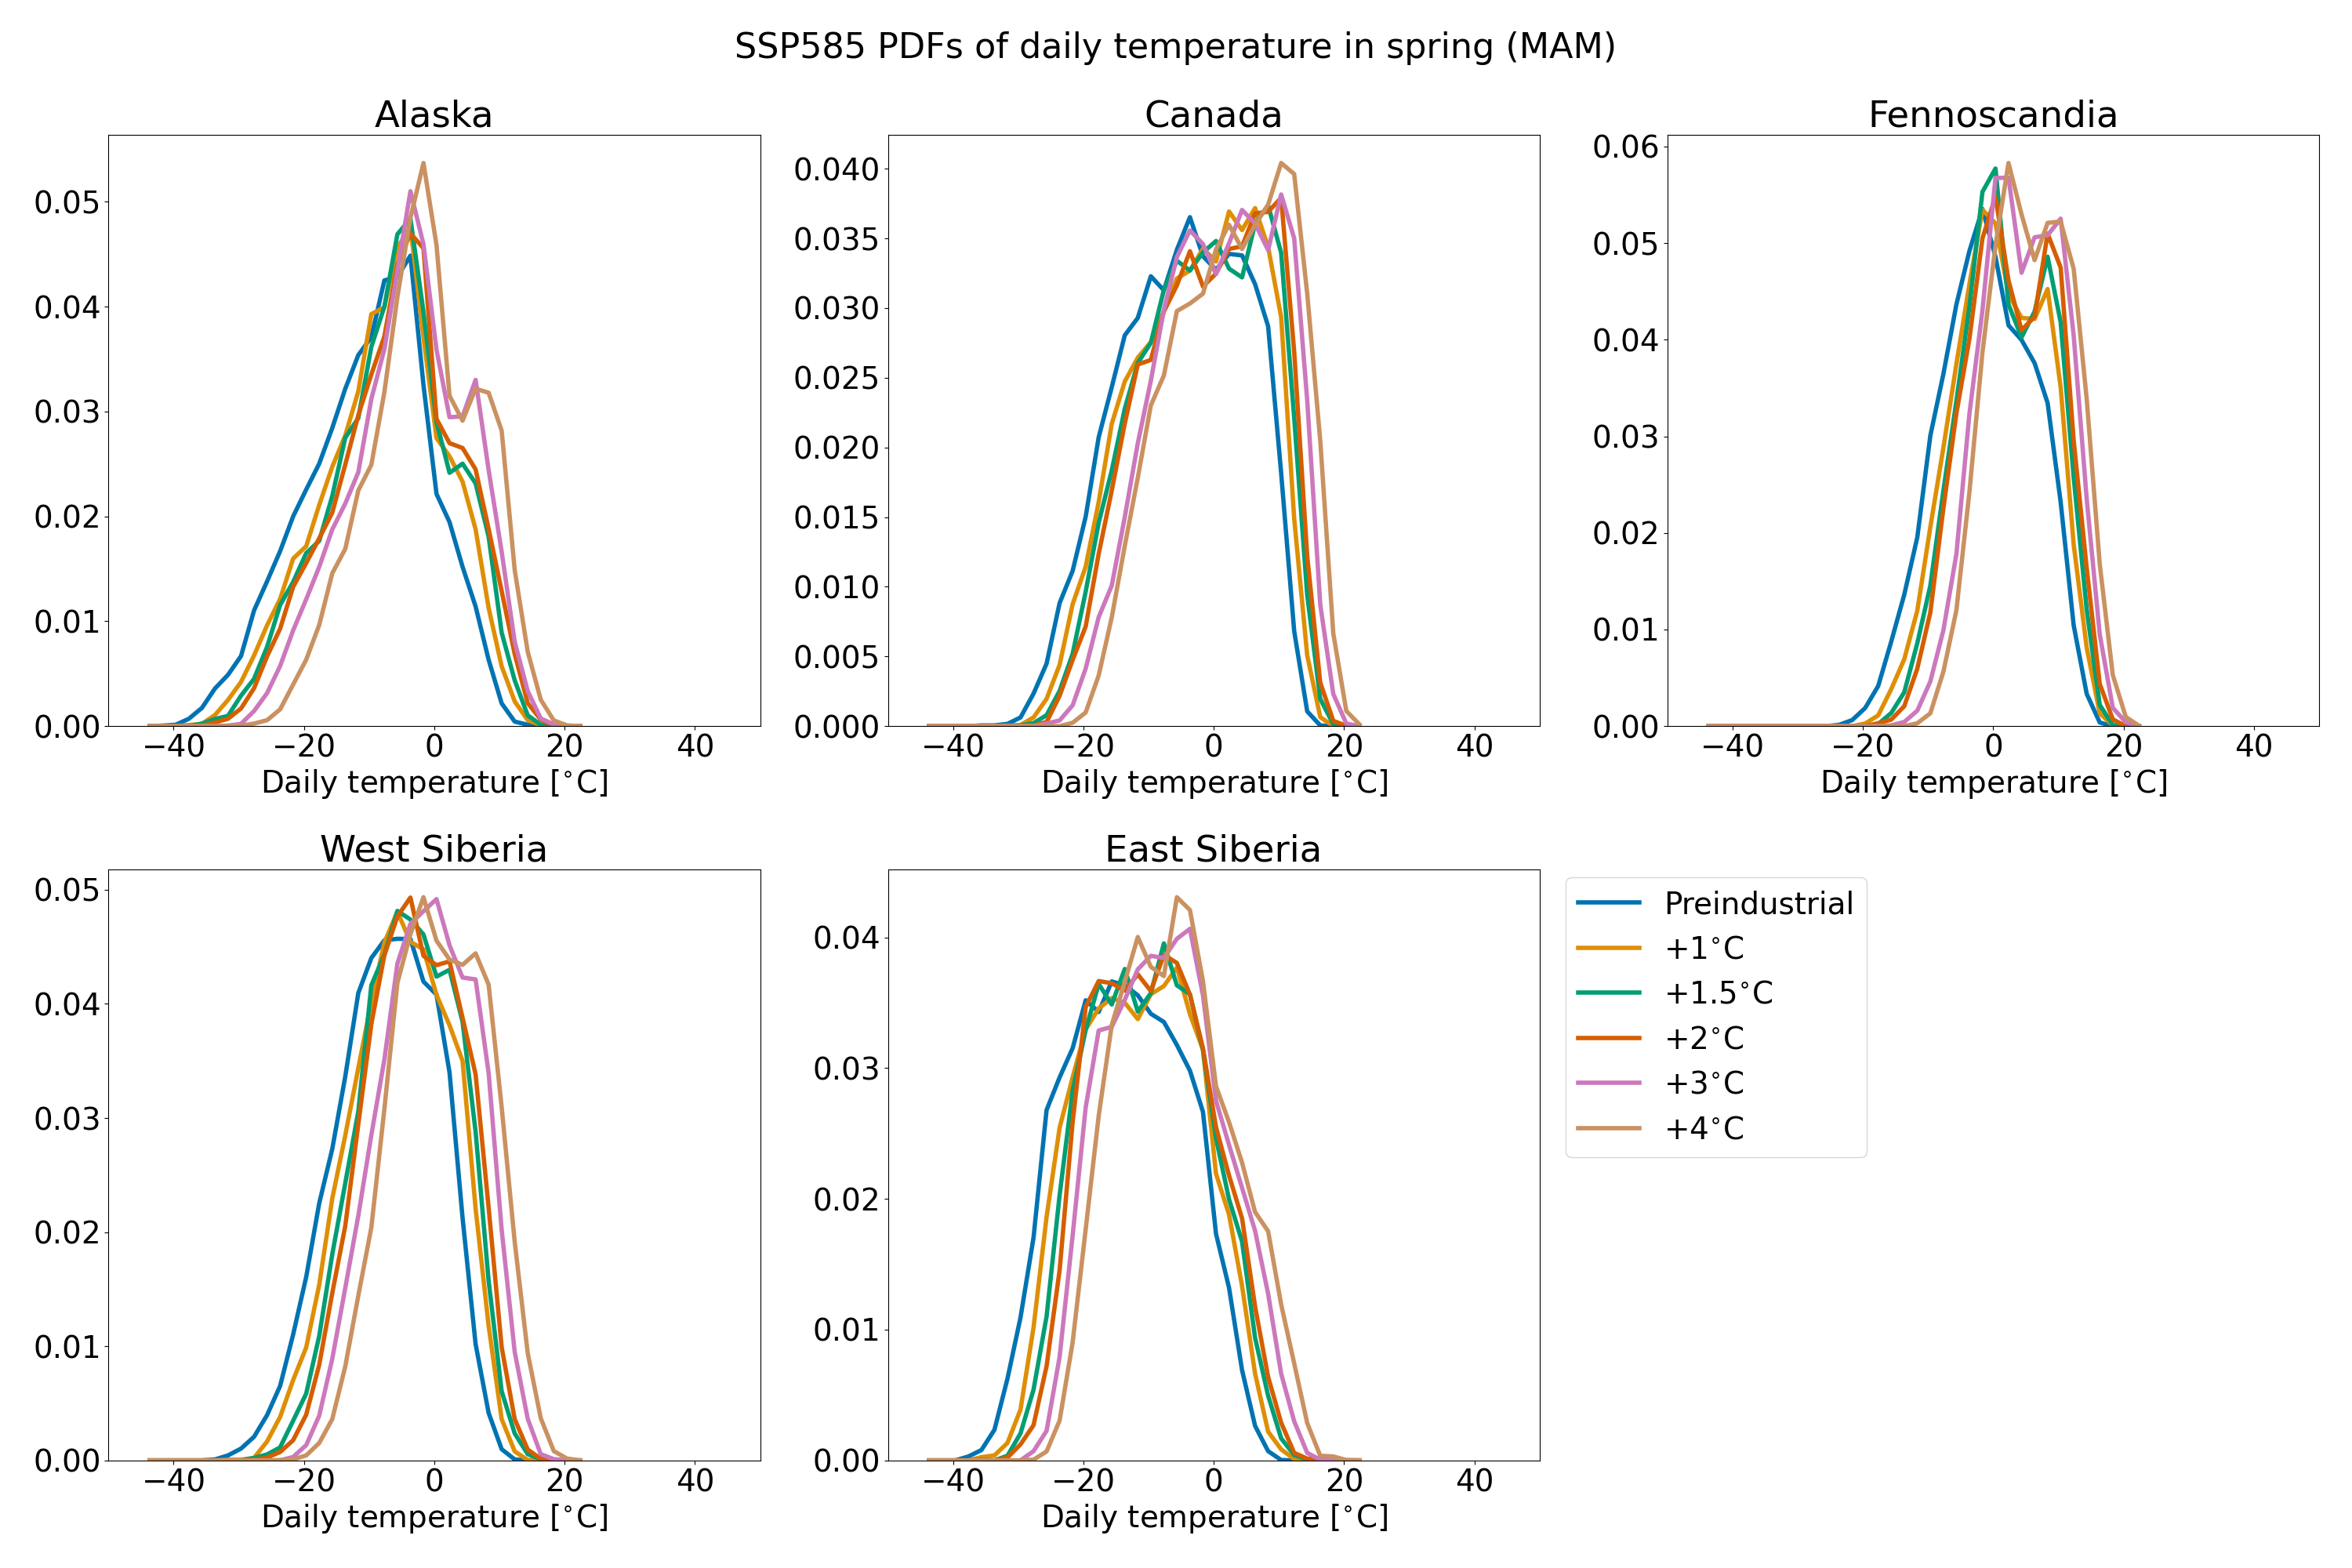 SSP585 PDFs of daily temperature in spring (MAM)
Alaska
0.05
0.04
0.03
0.02
0.01
0.00
−40 −20 0 20 40
Daily temperature [°C]
Canada
0.040
0.035
0.030
0.025
0.020
0.015
0.010
0.005
0.000
−40 −20 0 20 40
Daily temperature [°C]
Fennoscandia
0.06
0.05
0.04
0.03
0.02
0.01
0.00
−40 −20 0 20 40
Daily temperature [°C]
West Siberia
0.05
0.04
0.03
0.02
0.01
0.00
−40 −20 0 20 40
Daily temperature [°C]
East Siberia
0.04
0.03
0.02
0.01
0.00
−40 −20 0 20 40
Daily temperature [°C]
Preindustrial
+1°C
+1.5°C
+2°C
+3°C
+4°C